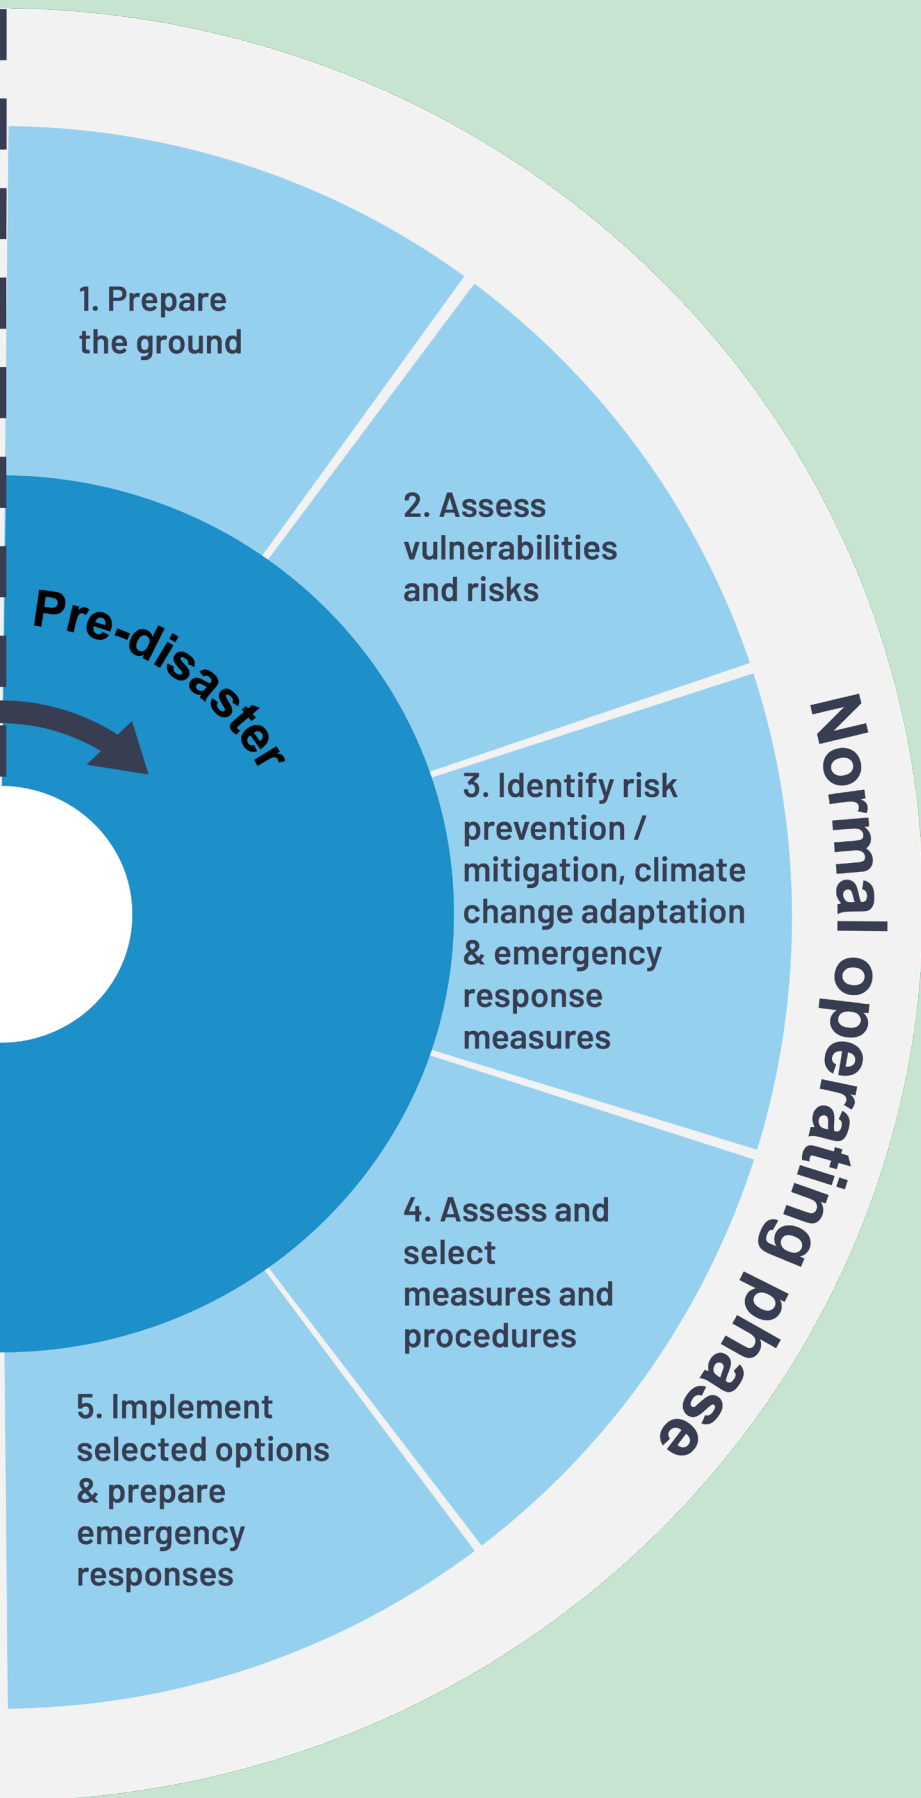 1. Prepare
the ground
2. Assess
vulnerabilities
and risks
Pre-disaster
3. Identify risk
prevention /
mitigation, climate
change adaptation
& emergency
response
measures
Normal operating phase
4. Assess and
select
measures and
procedures
5. Implement
selected options
& prepare
emergency
responses